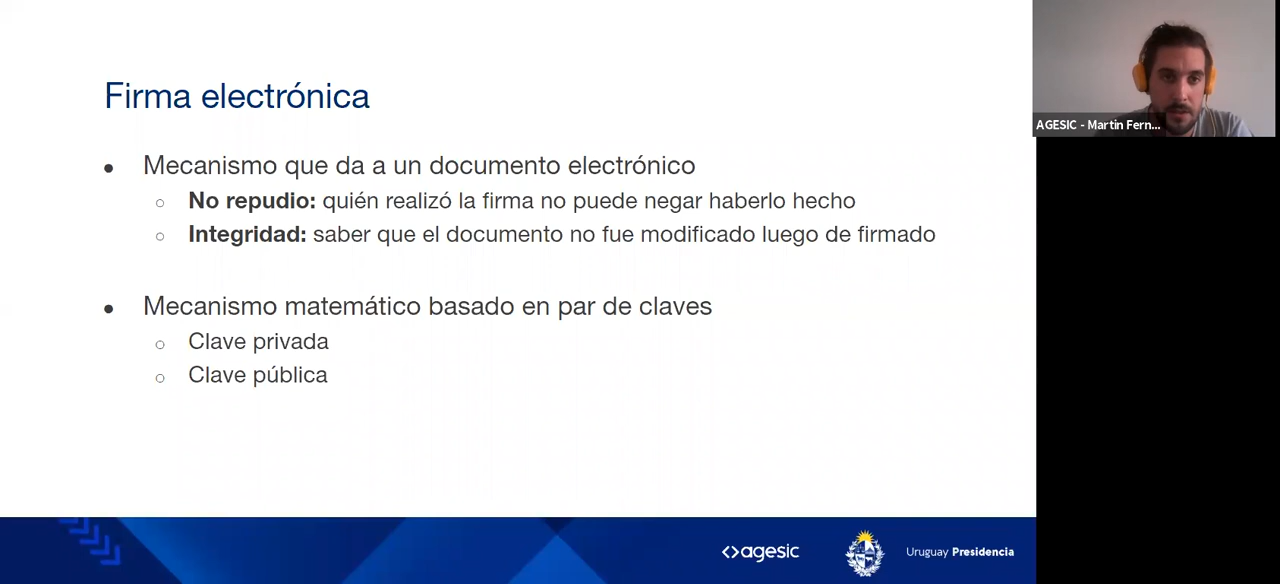 Firma electrónica
Mecanismo que da a un documento electrónico
No repudio: quién realizó la firma no puede negar haberlo hecho
Integridad: saber que el documento no fue modificado luego de firmado
Mecanismo matemático basado en par de claves
Clave privada
Clave pública
AGESIC - Martin Fern...
agesic
Uruguay Presidencia